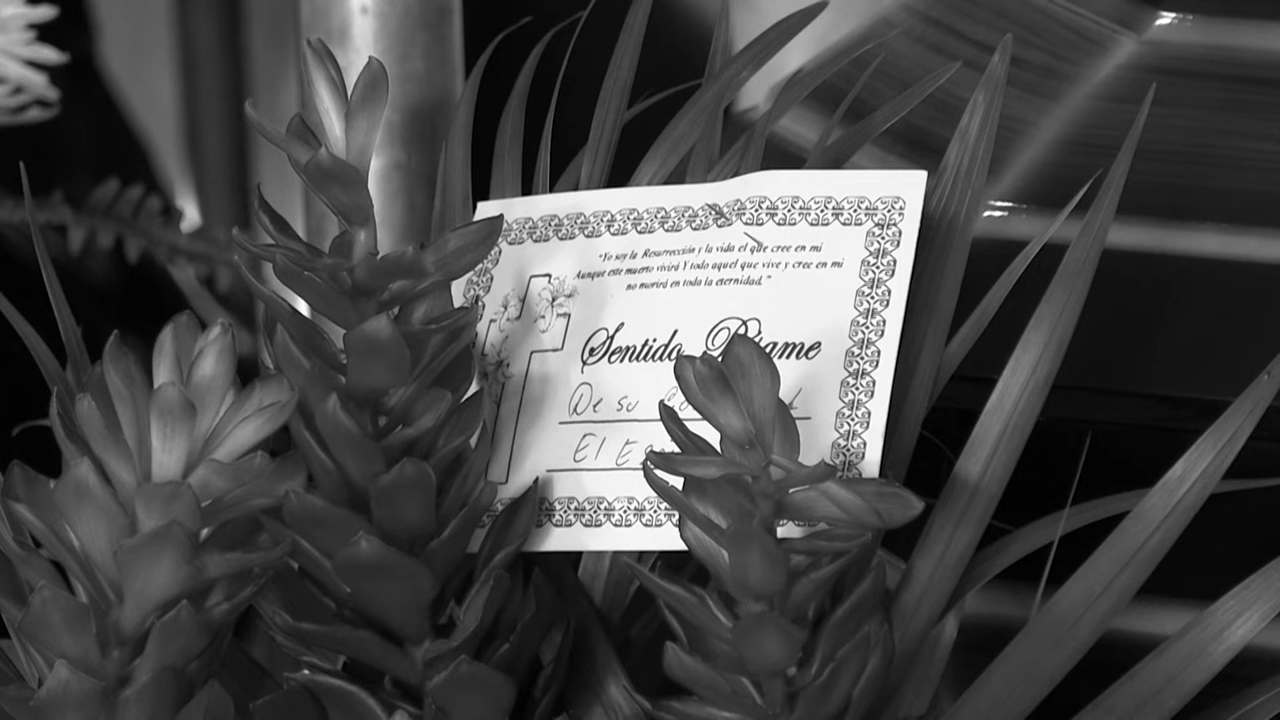 "Yo soy la Resurrección y la vida el que cree en mi
Aunque este muerto vivirá Y todo aquel que vive y cree en mi
no morirá en toda la eternidad."
Sentido
De su
El